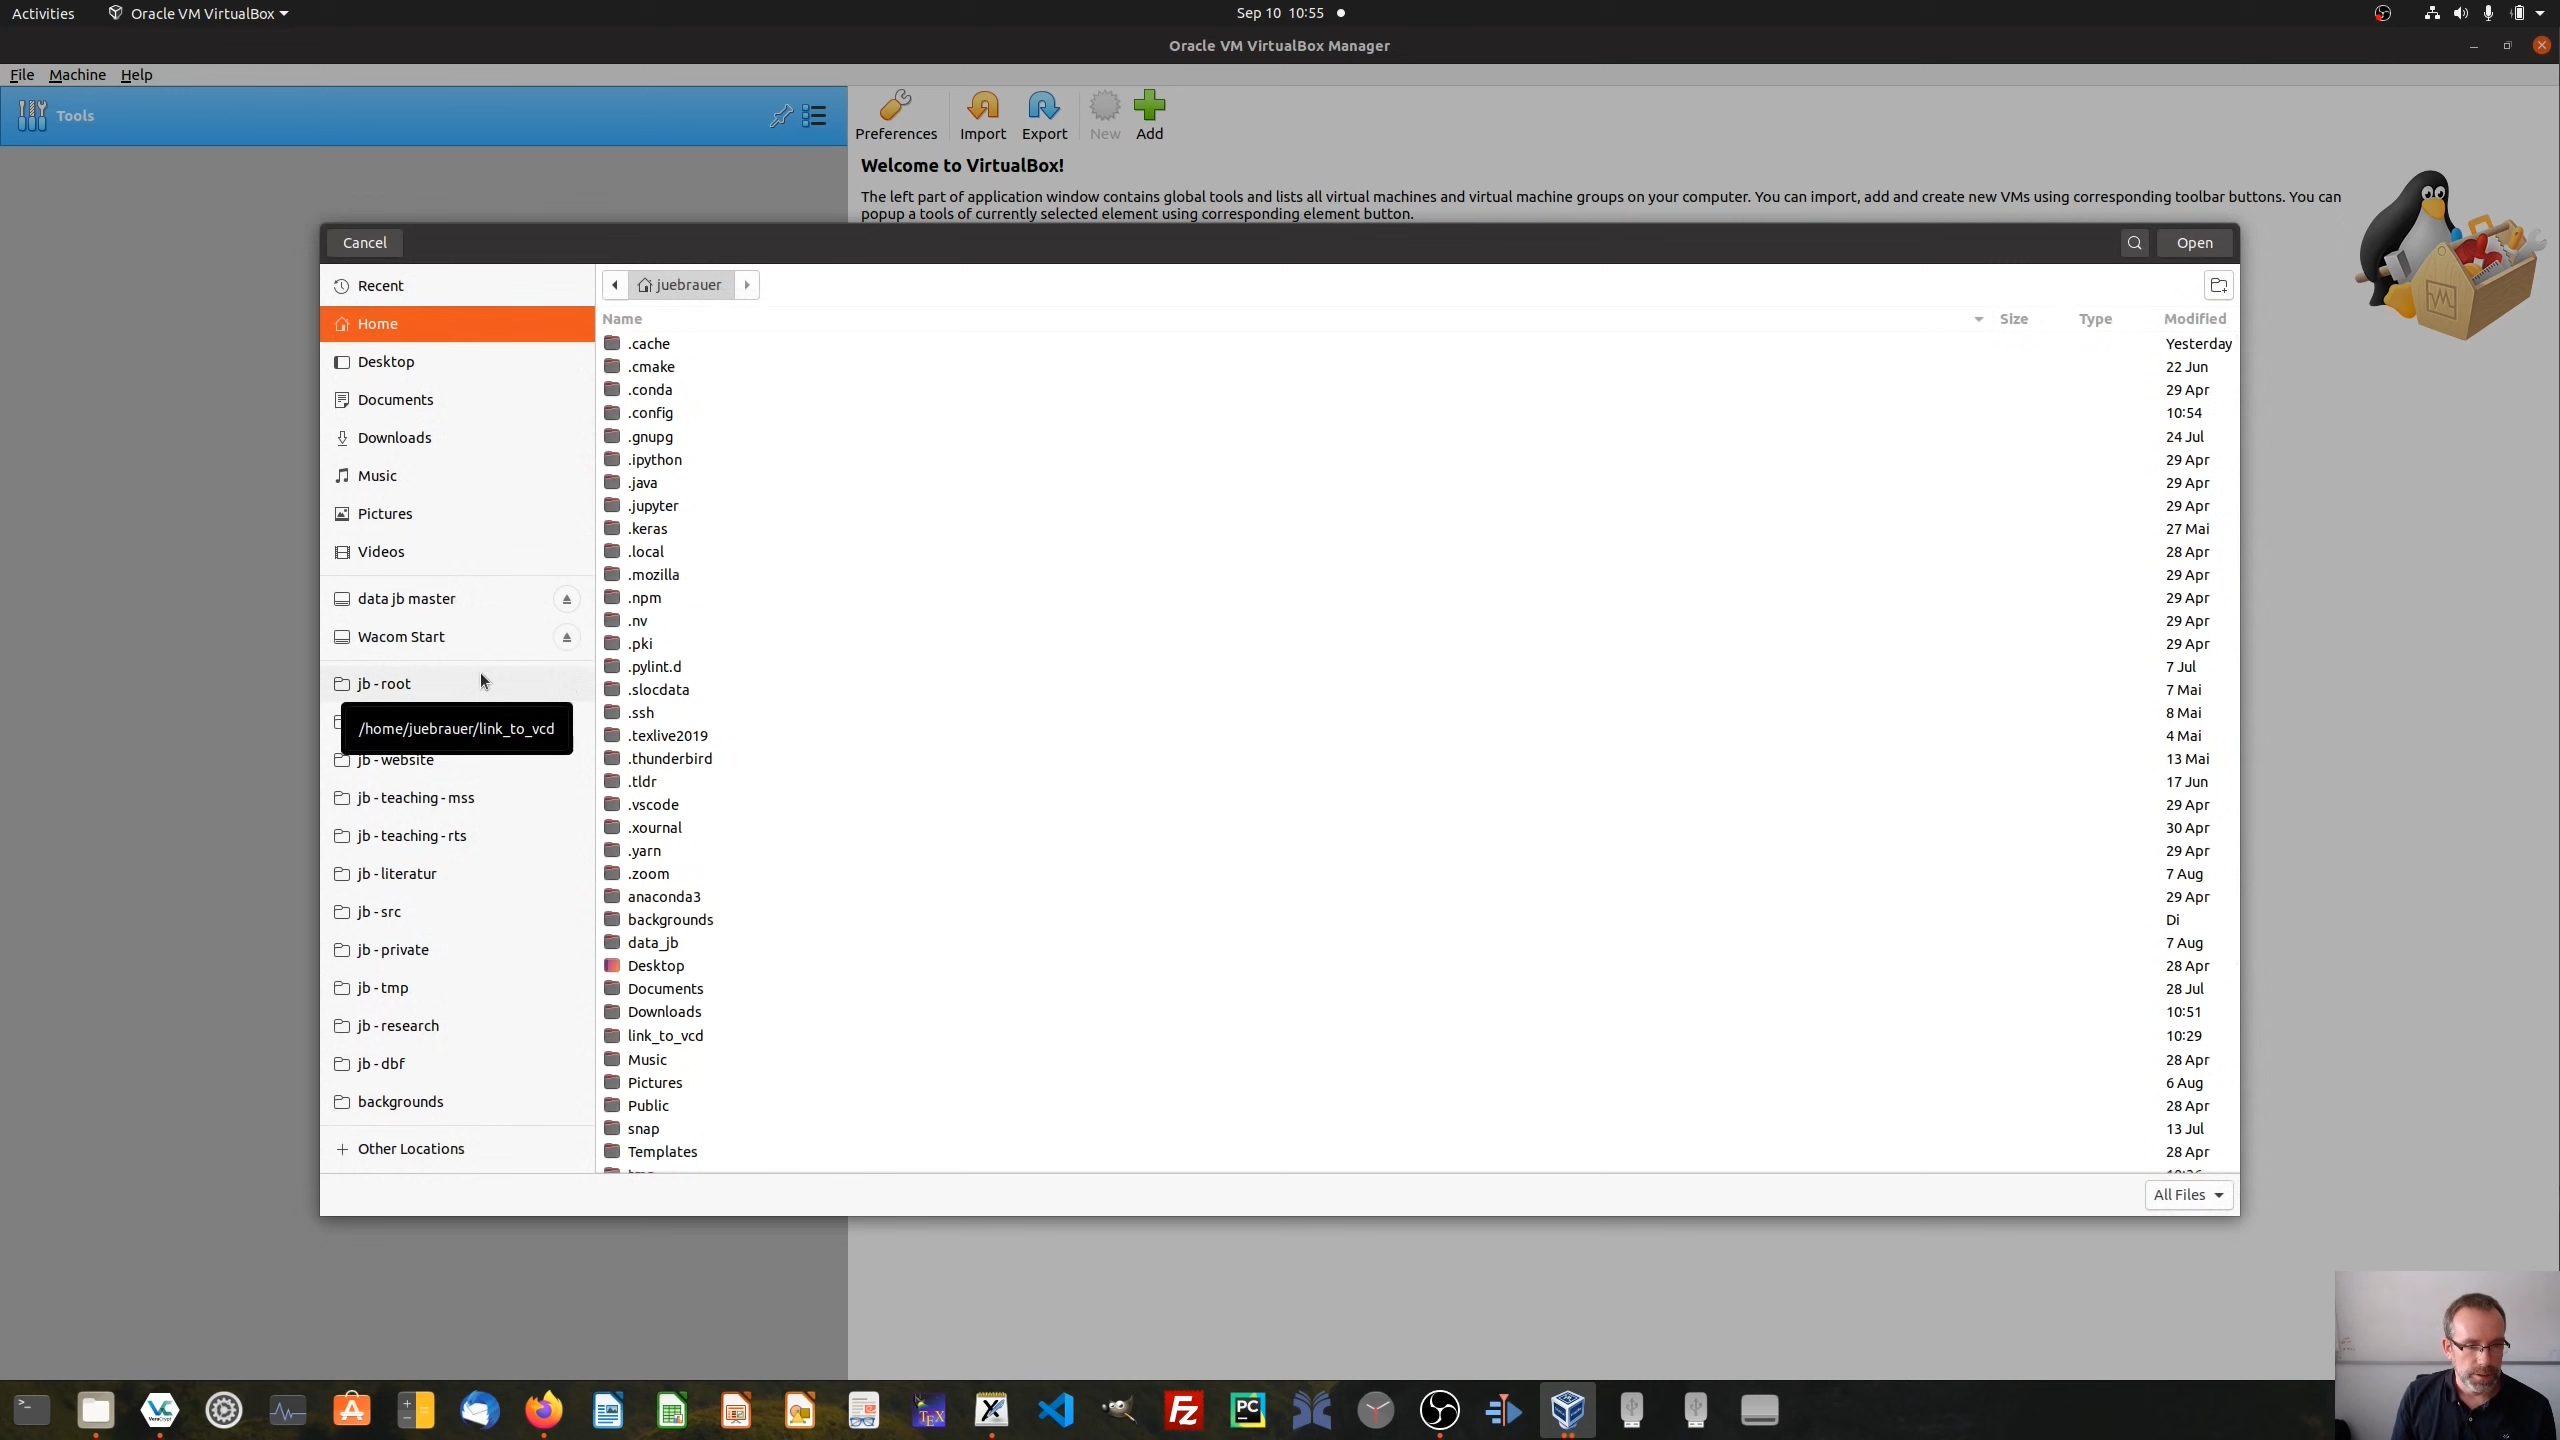 Activities
Oracle VM VirtualBox
Sep 10 10:55
Oracle VM VirtualBox Manager
File Machine Help
Tools
Preferences
Import
Export
New
Add
Welcome to VirtualBox!
The left part of application window contains global tools and lists all virtual machines and virtual machine groups on your computer. You can import, add and create new VMs using corresponding toolbar buttons. You can
popup a tools of currently selected element using corresponding element button.
Cancel
Open
Recent
Home
Desktop
Documents
Downloads
Music
Pictures
Videos
data jb master
Wacom Start
jb - root
/home/juebrauer/link_to_vcd
jb - website
jb - teaching - mss
jb - teaching - rts
jb - literatur
jb - src
jb - private
jb - tmp
jb - research
jb - dbf
backgrounds
Other Locations
juebrauer
Name Size Type Modified
.cache Yesterday
.cmake 22 Jun
.conda 29 Apr
.config 10:54
.gnupg 24 Jul
.ipython 29 Apr
.java 29 Apr
.jupyter 29 Apr
.keras 27 Mai
.local 28 Apr
.mozilla 29 Apr
.npm 29 Apr
.nv 29 Apr
.pki 29 Apr
.pylint.d 7 Jul
.slocdata 7 Mai
.ssh 8 Mai
.texlive2019 4 Mai
.thunderbird 13 Mai
.tldr 17 Jun
.vscode 29 Apr
.xournal 30 Apr
.yarn 29 Apr
.zoom 7 Aug
anaconda3 29 Apr
backgrounds Di
data_jb 7 Aug
Desktop 28 Apr
Documents 28 Jul
Downloads 10:51
link_to_vcd 10:29
Music 28 Apr
Pictures 6 Aug
Public 28 Apr
snap 13 Jul
Templates 28 Apr
All Files